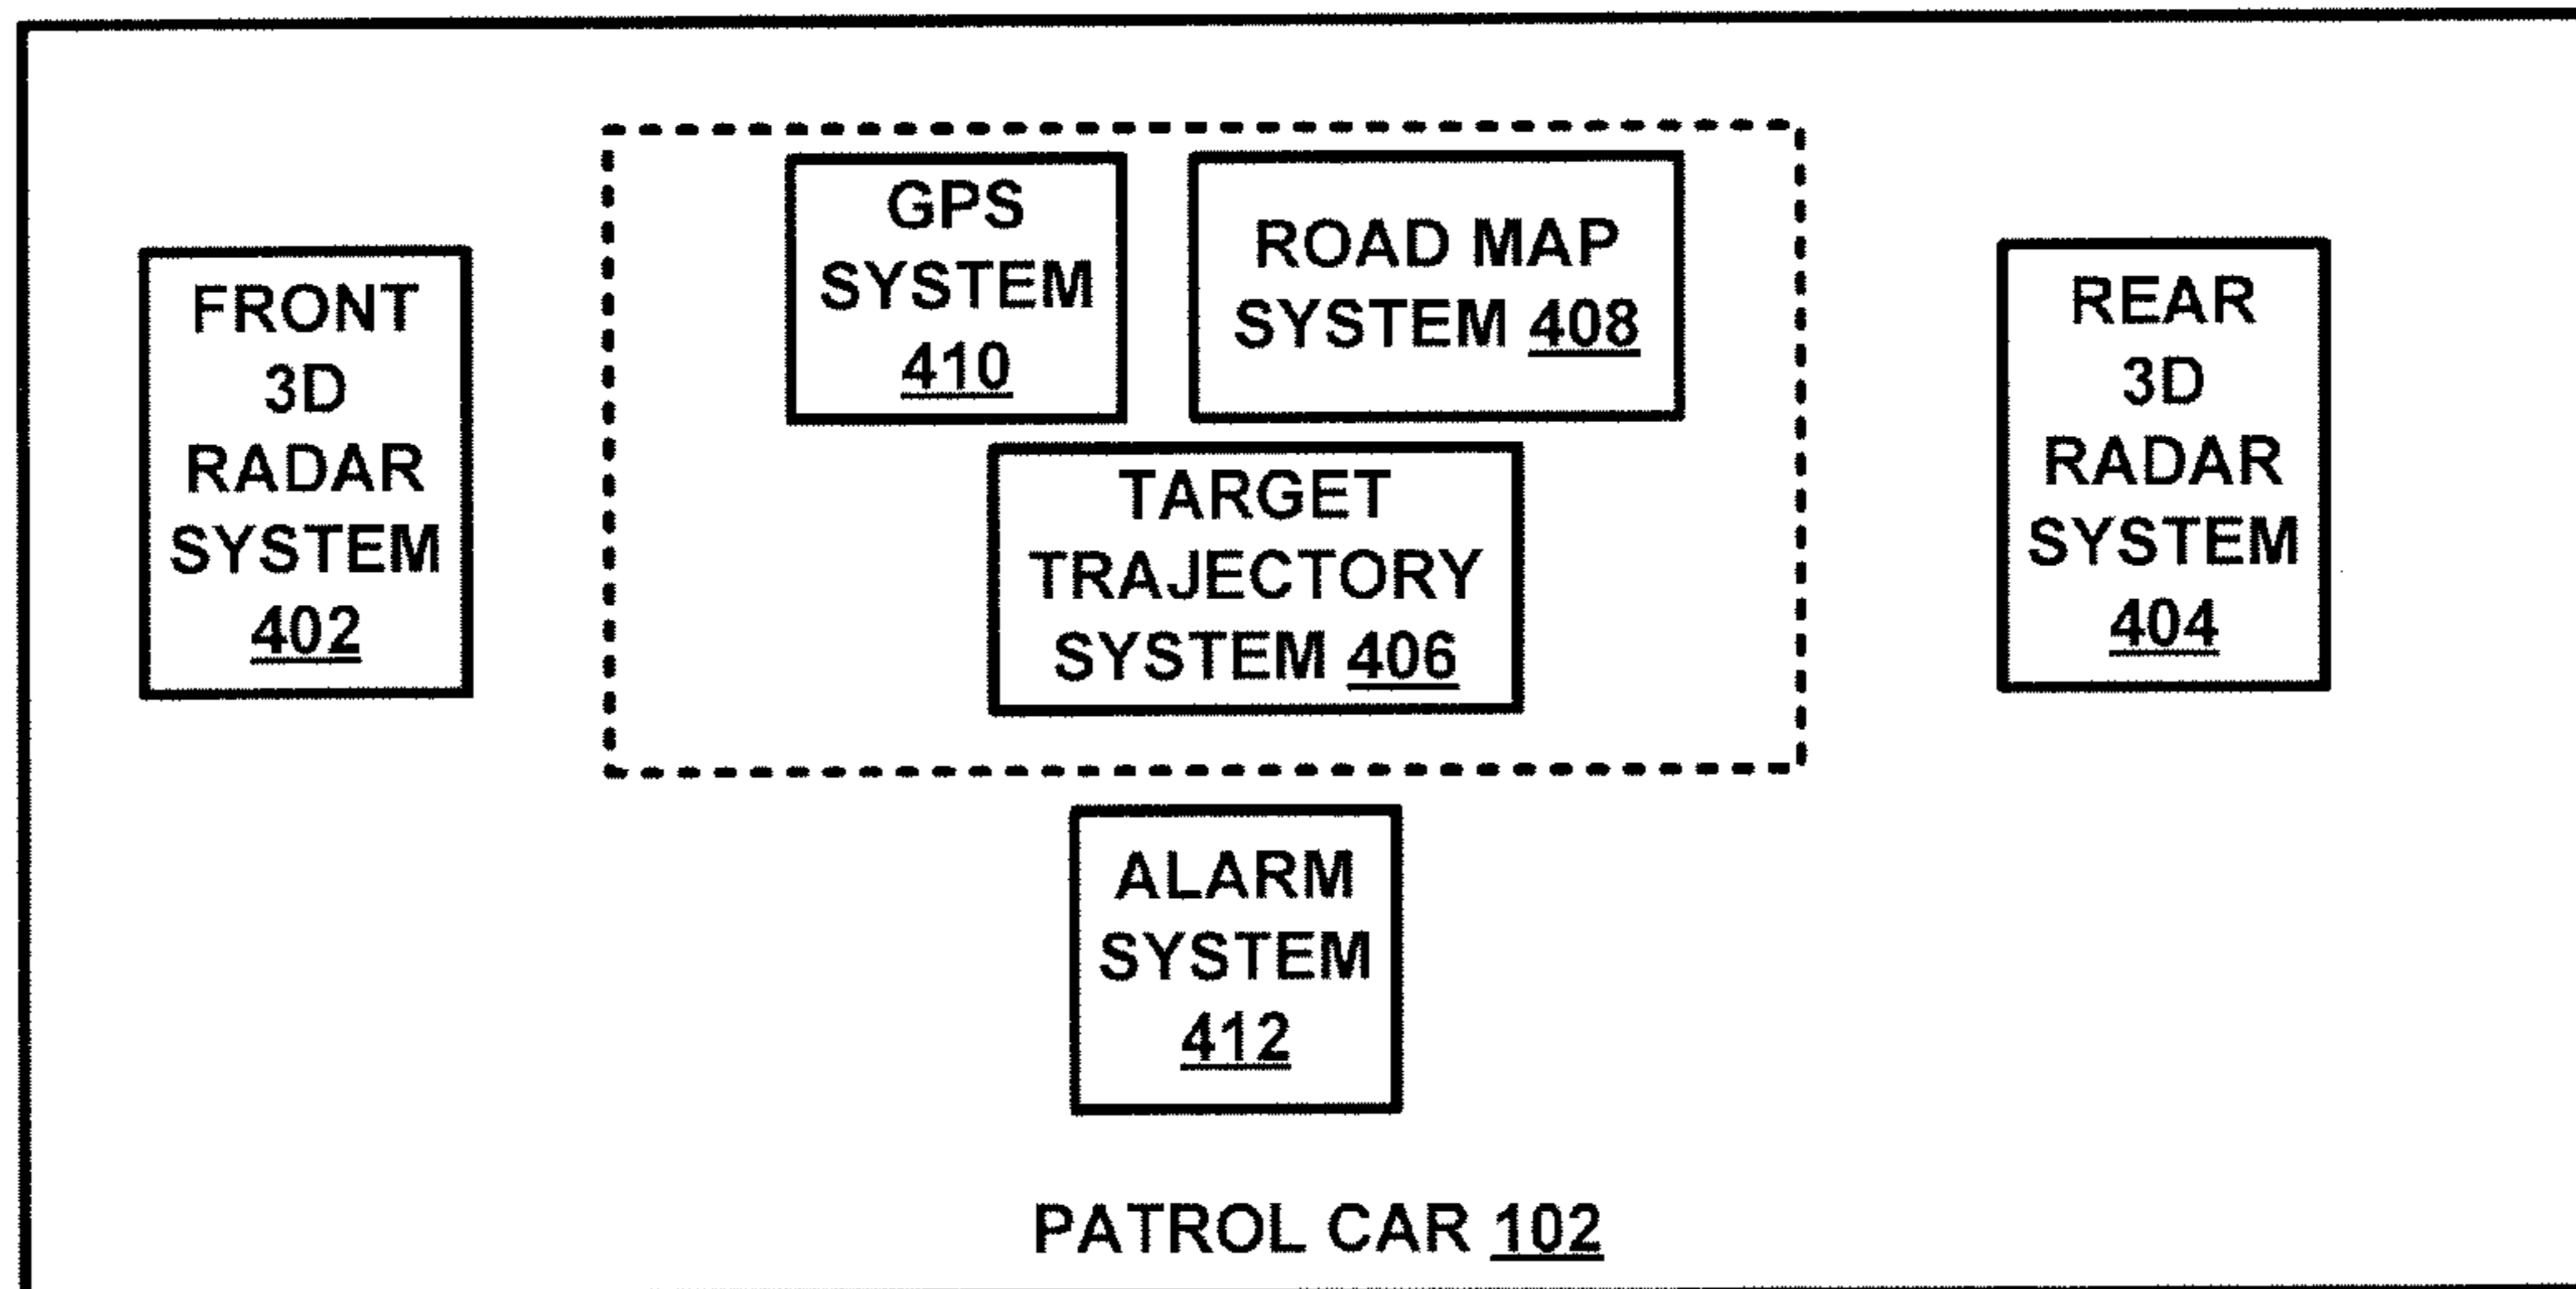 FRONT
3D
RADAR
SYSTEM
402
GPS
SYSTEM
410
ROAD MAP
SYSTEM 408
TARGET
TRAJECTORY
SYSTEM 406
REAR
3D
RADAR
SYSTEM
404
ALARM
SYSTEM
412
PATROL CAR 102